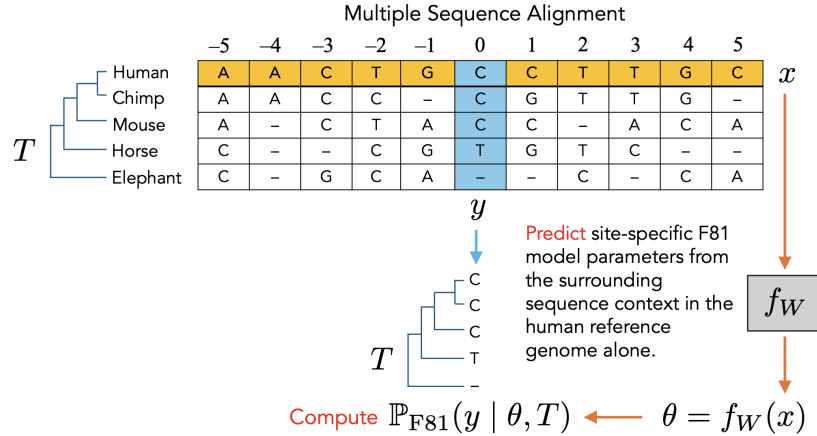 Multiple Sequence Alignment
–5 –4 –3 –2 –1 0 1 2 3 4 5
Human A A C T G C C T T G C x
Chimp A A C C – C G T T G –
Mouse A – C T A C C – A C A
T
Horse C – – C G T G T C – –
Elephant C – G C A – – C – C A
y
Predict site-specific F81
model parameters from
the surrounding
sequence context in the
human reference
genome alone.
f_W
C
C
C
T
T
–
Compute ℙ_F81(y | θ, T)
θ = f_W(x)